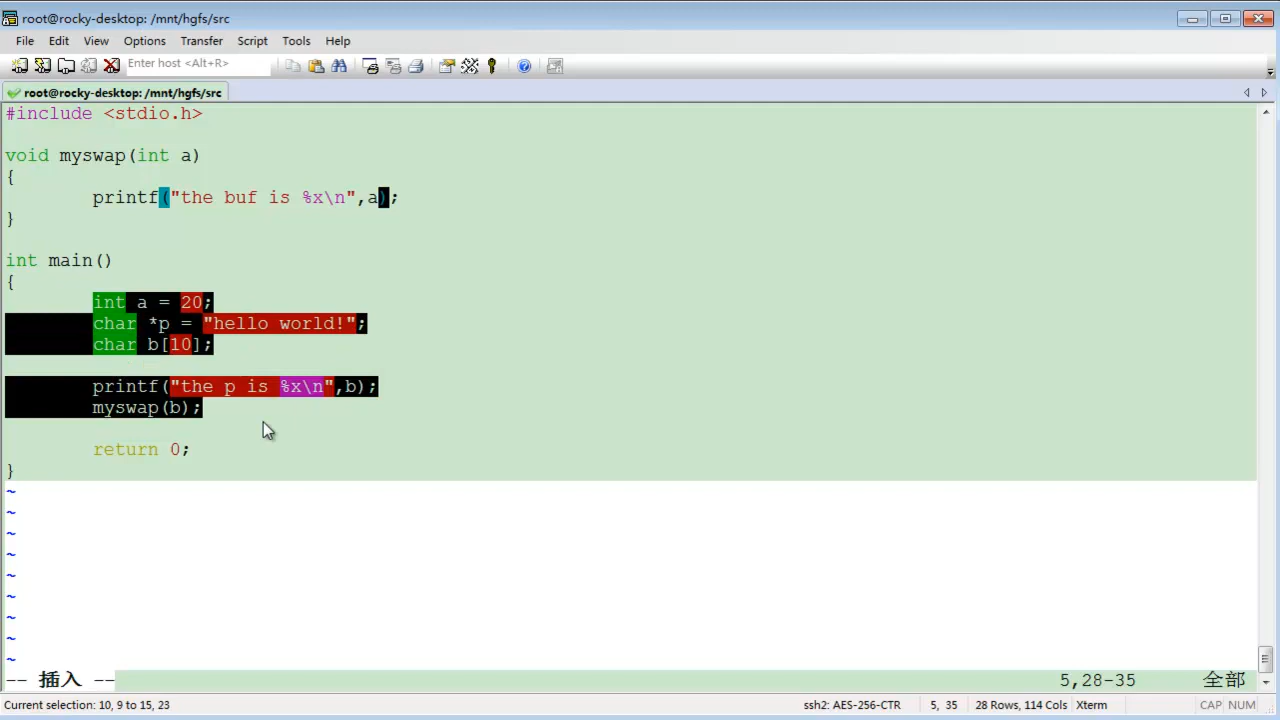 root@rocky-desktop: /mnt/hgfs/src
File Edit View Options Transfer Script Tools Help
Enter host <Alt+R>
root@rocky-desktop: /mnt/hgfs/src
#include <stdio.h>
void myswap(int a)
{
printf("the buf is %x\n",a);
}
int main()
{
int a = 20;
char *p = "hello world!";
char b[10];
printf("the p is %x\n",b);
myswap(b);
return 0;
}
~
~
~
~
~
~
~
~
~
-- 插入 -- 5,28-35 全部
Current selection: 10, 9 to 15, 23 ssh2: AES-256-CTR 5, 35 28 Rows, 114 Cols Xterm CAP NUM